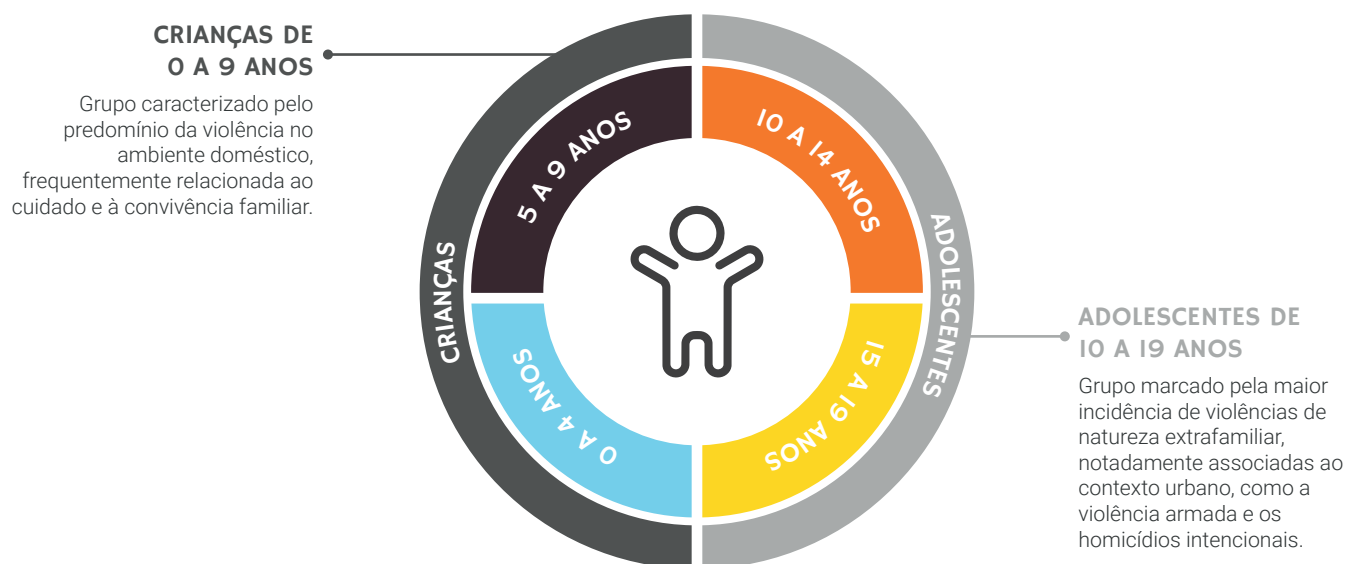 CRIANÇAS DE
0 A 9 ANOS
Grupo caracterizado pelo
predomínio da violência no
ambiente doméstico,
frequentemente relacionada ao
cuidado e à convivência familiar.
5 A 9 ANOS
10 A 14 ANOS
CRIANÇAS
ADOLESCENTES
0 A 4 ANOS
15 A 19 ANOS
ADOLESCENTES DE
10 A 19 ANOS
Grupo marcado pela maior
incidência de violências de
natureza extrafamiliar,
notadamente associadas ao
contexto urbano, como a
violência armada e os
homicídios intencionais.